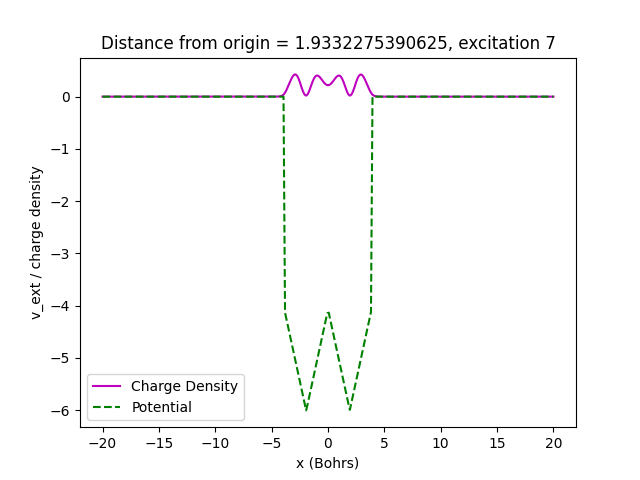 Distance from origin = 1.9332275390625, excitation 7
v_ext / charge density
0
−1
−2
−3
−4
−5
−6
Charge Density
Potential
−20 −15 −10 −5 0 5 10 15 20
x (Bohrs)